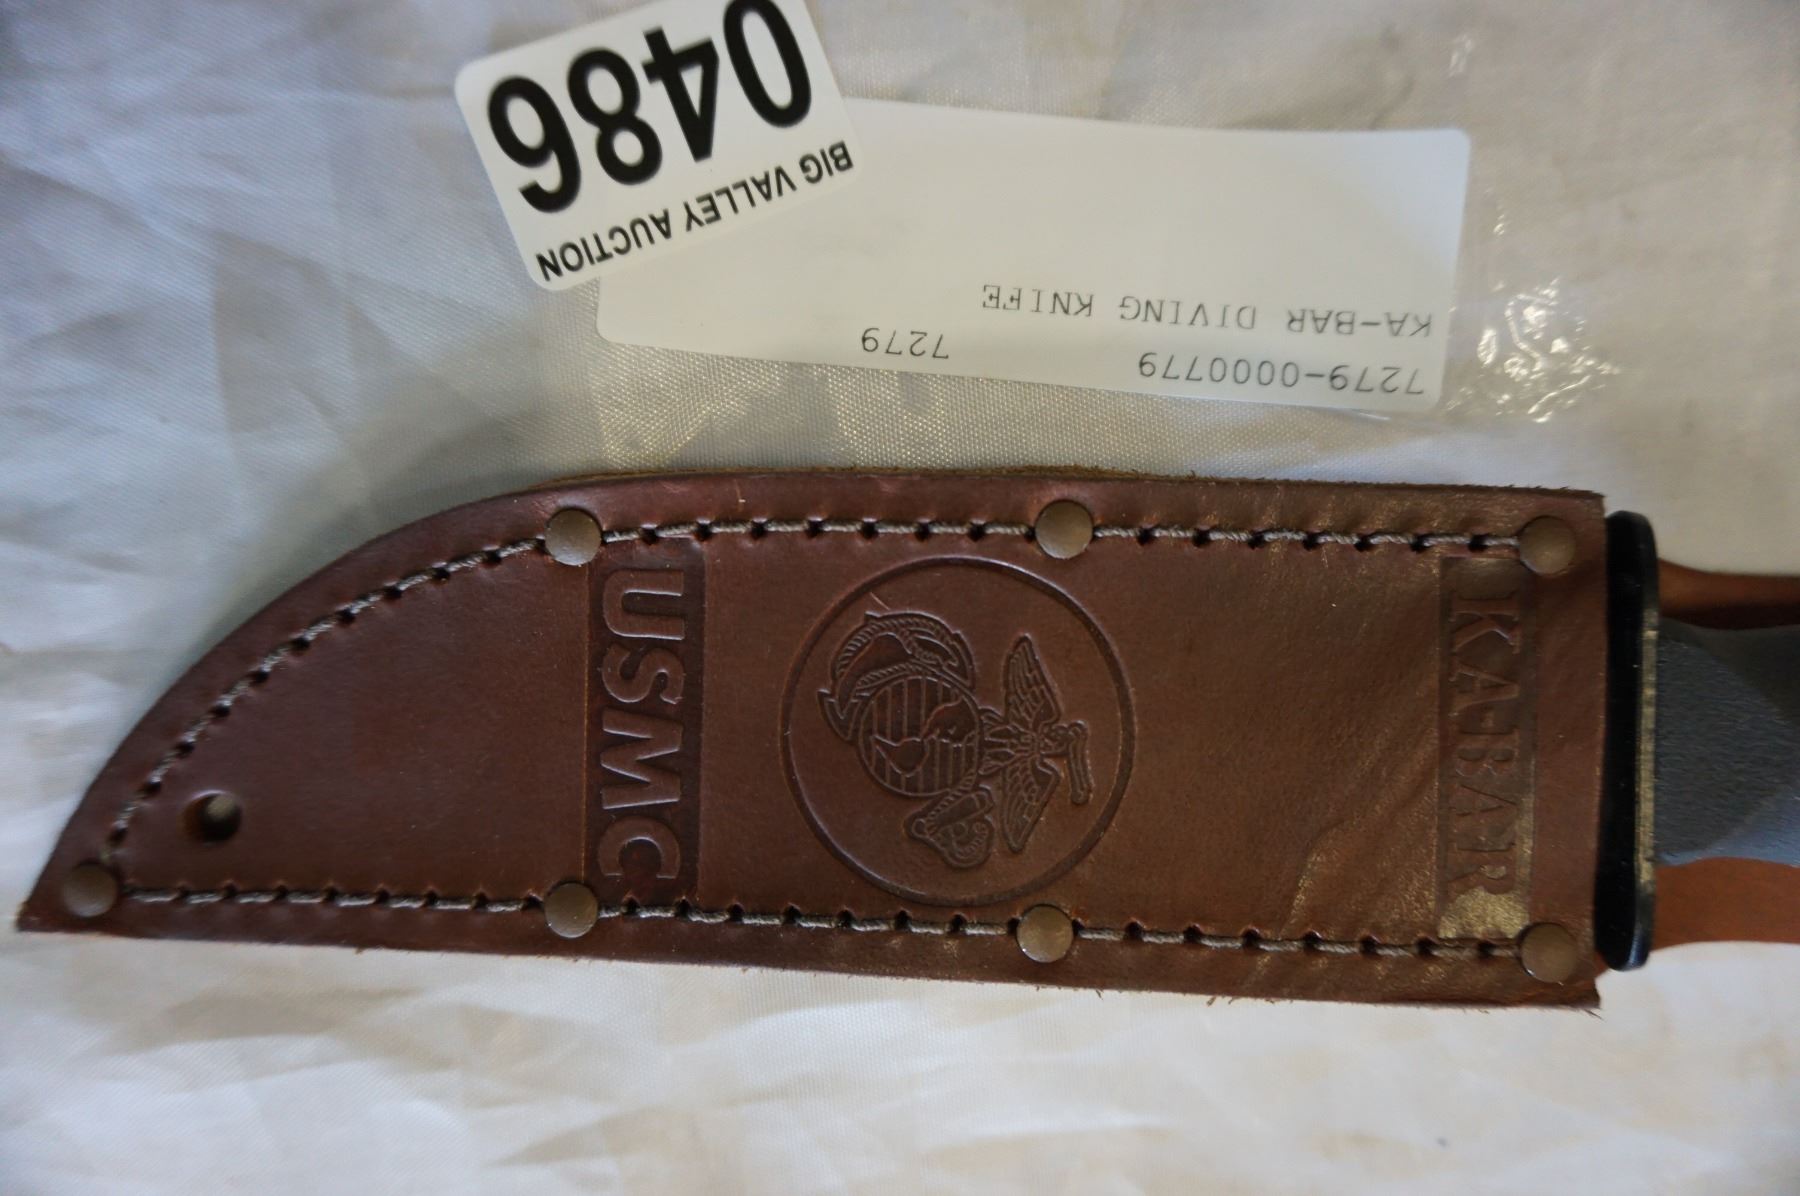 0486
BIG VALLEY AUCTION
7279-0000779 7279
KA-BAR DIVING KNIFE
KA-BAR
USMC